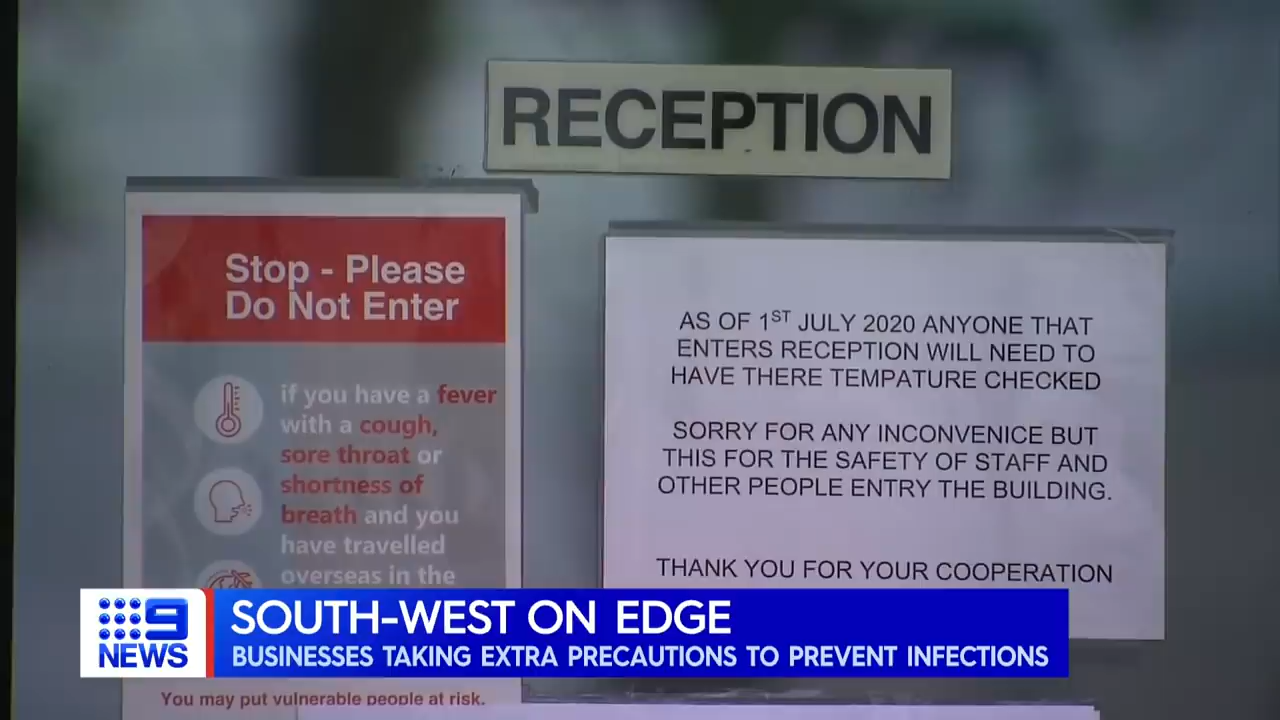 RECEPTION
Stop - Please
Do Not Enter
if you have a fever
with a cough,
sore throat or
shortness of
breath and you
have travelled
overseas in the
You may put vulnerable people at risk.
AS OF 1ST JULY 2020 ANYONE THAT
ENTERS RECEPTION WILL NEED TO
HAVE THERE TEMPATURE CHECKED
SORRY FOR ANY INCONVENICE BUT
THIS FOR THE SAFETY OF STAFF AND
OTHER PEOPLE ENTRY THE BUILDING.
THANK YOU FOR YOUR COOPERATION
9
NEWS
SOUTH-WEST ON EDGE
BUSINESSES TAKING EXTRA PRECAUTIONS TO PREVENT INFECTIONS